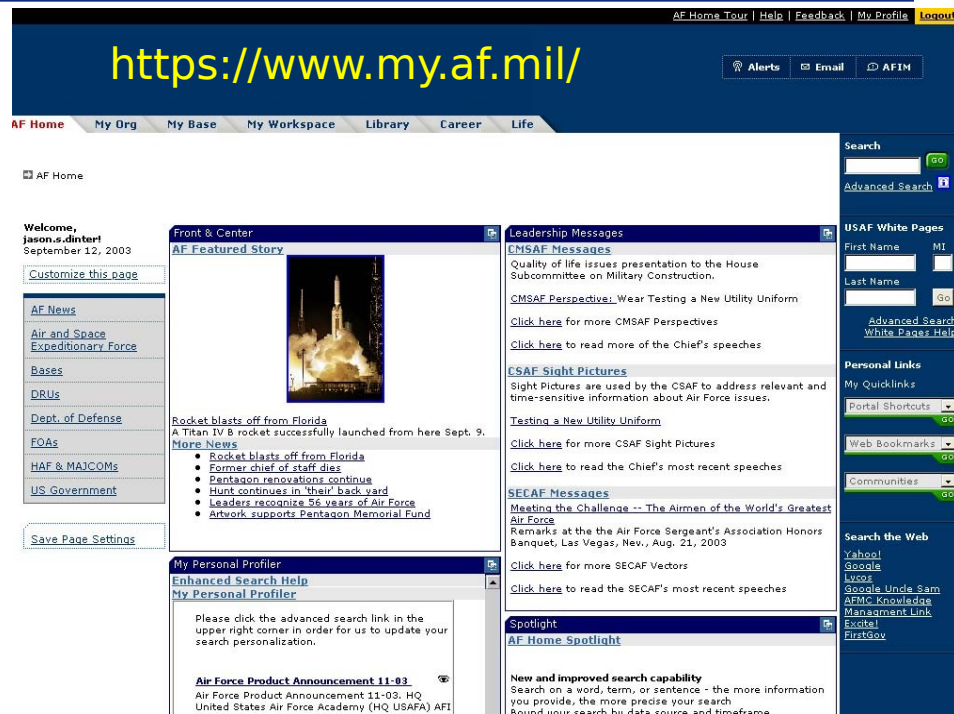 AF Home Tour | Help | Feedback | My Profile Logout
https://www.my.af.mil/
Alerts Email AFIM
AF Home My Org My Base My Workspace Library Career Life
AF Home
Welcome,
jason.s.dinter!
September 12, 2003
Customize this page
AF News
Air and Space
Expeditionary Force
Bases
DRUs
Dept. of Defense
FOAs
HAF & MAJCOMs
US Government
Save Page Settings
Front & Center
AF Featured Story
Rocket blasts off from Florida
A Titan IV B rocket successfully launched from here Sept. 9.
More News
Rocket blasts off from Florida
Former chief of staff dies
Pentagon renovations continue
Hunt continues in 'their' back yard
Leaders recognize 56 years of Air Force
Artwork supports Pentagon Memorial Fund
My Personal Profiler
Enhanced Search Help
My Personal Profiler
Please click the advanced search link in the
upper right corner in order for us to update your
search personalization.
Air Force Product Announcement 11-03
Air Force Product Announcement 11-03. HQ
United States Air Force Academy (HQ USAFA) AFI
Leadership Messages
CMSAF Messages
Quality of life issues presentation to the House
Subcommittee on Military Construction.
CMSAF Perspective: Wear Testing a New Utility Uniform
Click here for more CMSAF Perspectives
Click here to read more of the Chief's speeches
CSAF Sight Pictures
Sight Pictures are used by the CSAF to address relevant and
time-sensitive information about Air Force issues.
Testing a New Utility Uniform
Click here for more CSAF Sight Pictures
Click here to read the Chief's most recent speeches
SECAF Messages
Meeting the Challenge -- The Airmen of the World's Greatest
Air Force
Remarks at the the Air Force Sergeant's Association Honors
Banquet, Las Vegas, Nev., Aug. 21, 2003
Click here for more SECAF Vectors
Click here to read the SECAF's most recent speeches
Spotlight
AF Home Spotlight
New and improved search capability
Search on a word, term, or sentence - the more information
you provide, the more precise your search
Bound your search by data source and timeframe
Search
GO
Advanced Search
USAF White Pages
First Name MI
Last Name
Go
Advanced Search
White Pages Help
Personal Links
My Quicklinks
Portal Shortcuts
GO
Web Bookmarks
GO
Communities
GO
Search the Web
Yahoo!
Google
Lycos
Google Uncle Sam
AFMC Knowledge
Managment Link
Excite!
FirstGov